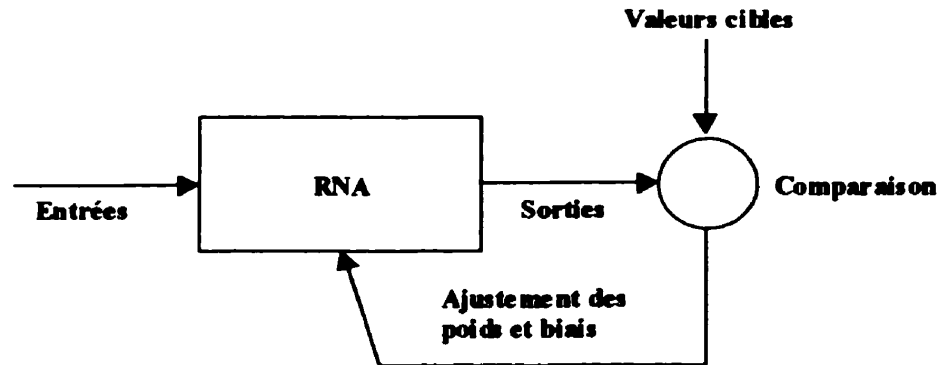 Valeurs cibles
RNA
Entrées
Sorties
Comparaison
Ajustement des
poids et biais